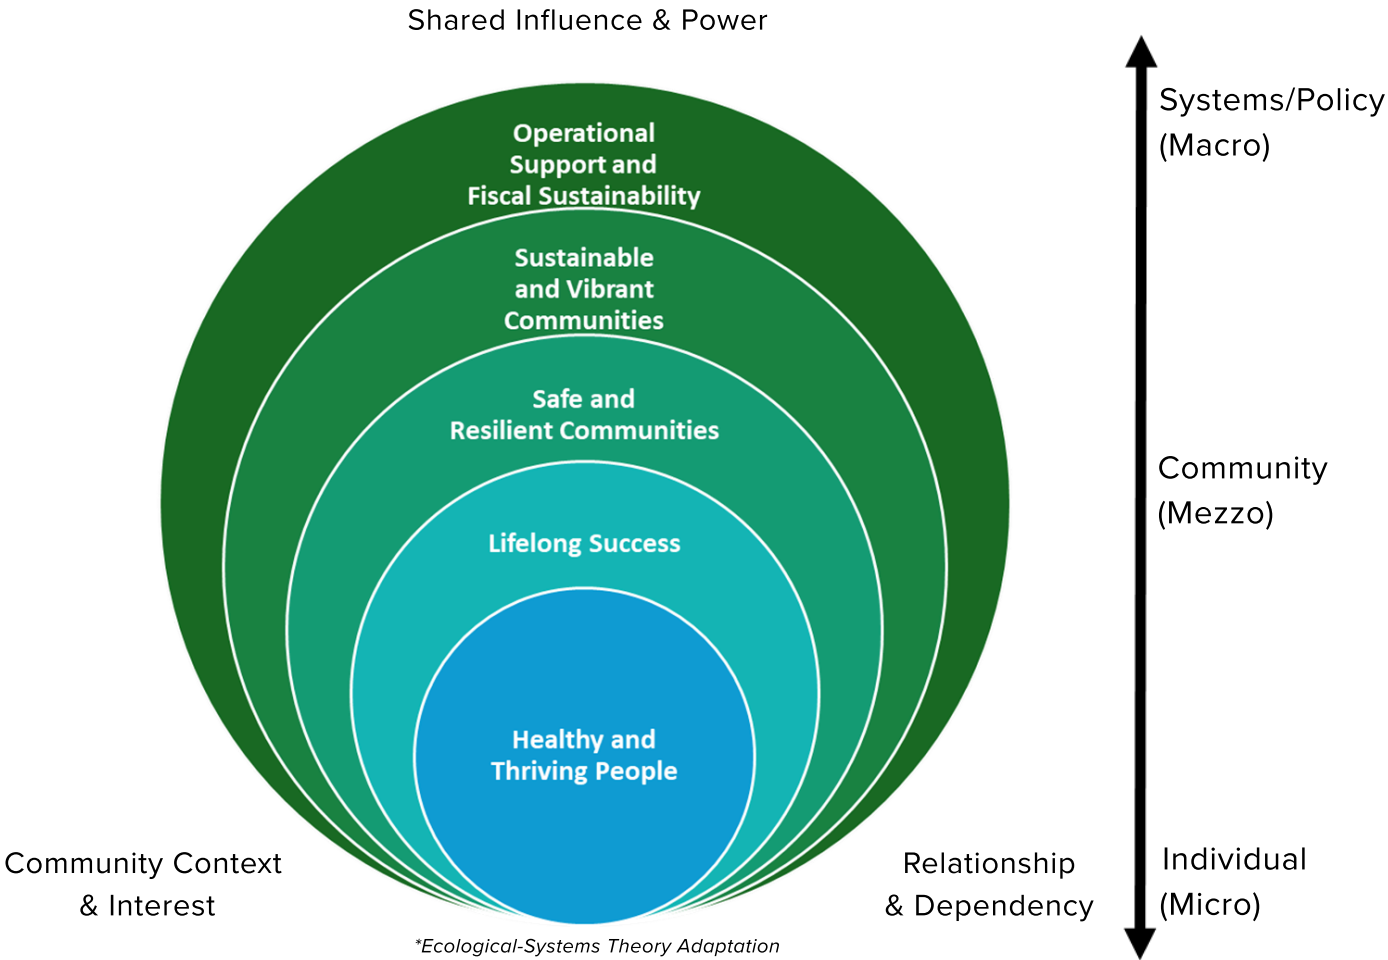 Shared Influence & Power
Operational
Support and
Fiscal Sustainability
Sustainable
and Vibrant
Communities
Safe and
Resilient Communities
Lifelong Success
Healthy and
Thriving People
Systems/Policy
(Macro)
Community
(Mezzo)
Individual
(Micro)
Community Context
& Interest
Relationship
& Dependency
*Ecological-Systems Theory Adaptation